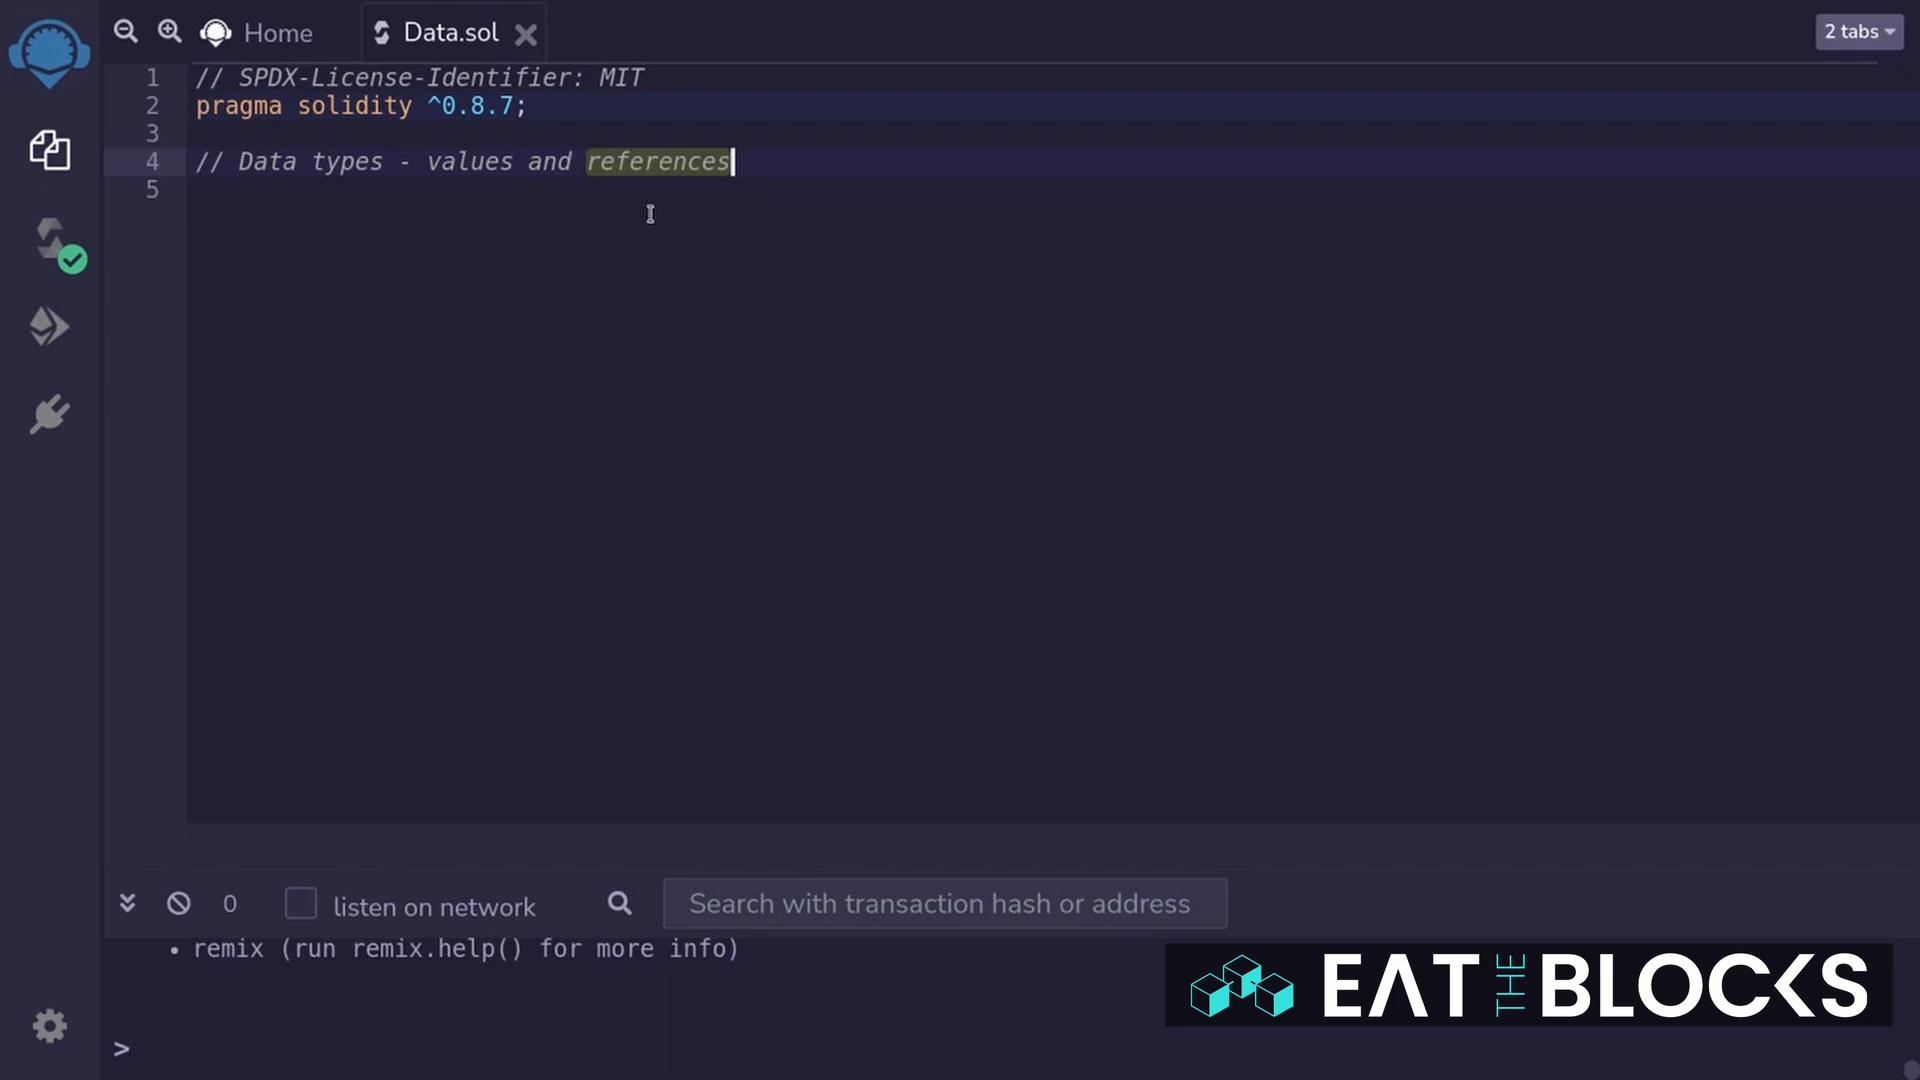 Home Data.sol 2 tabs
1 // SPDX-License-Identifier: MIT
2 pragma solidity ^0.8.7;
3
4 // Data types - values and references
5
0 listen on network Search with transaction hash or address
• remix (run remix.help() for more info)
EAT THE BLOCKS
>